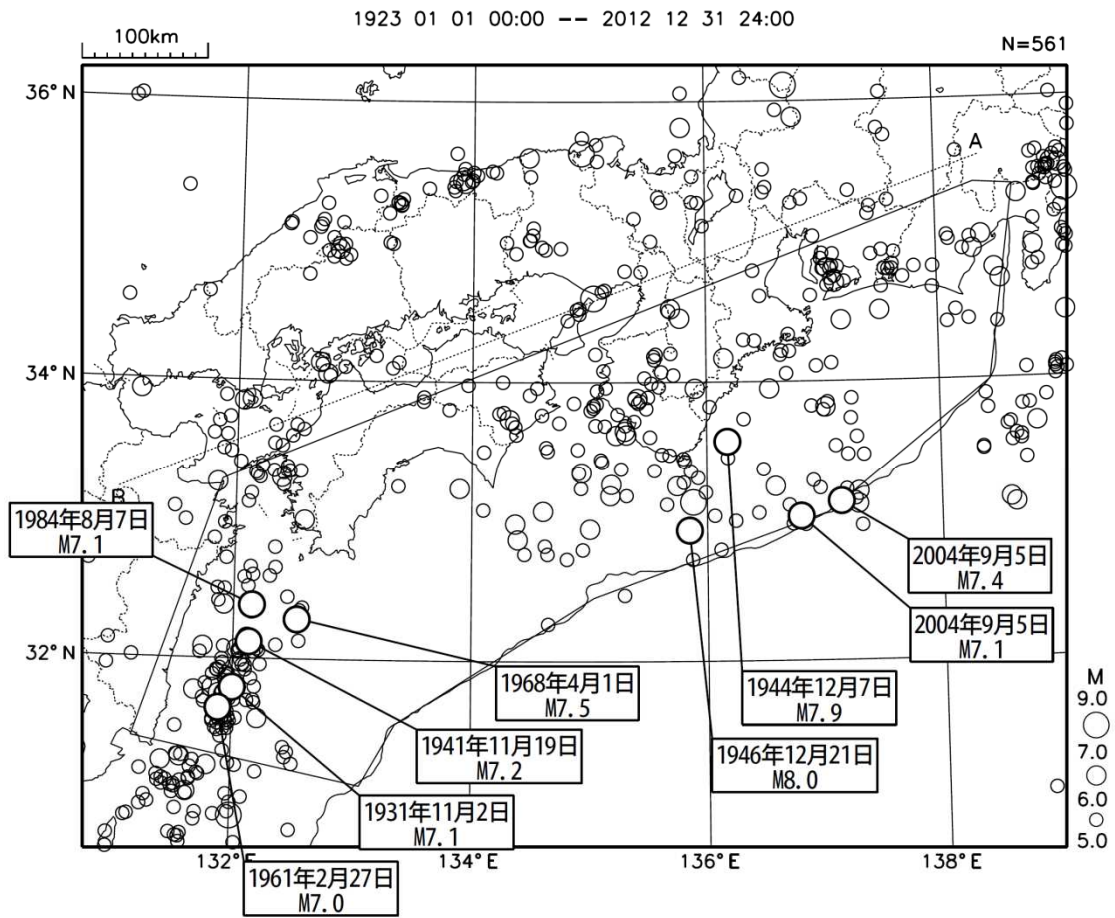 1923 01 01 00:00 -- 2012 12 31 24:00
100km
N=561
36°N
A
34°N
B
1984年8月7日
M7.1
2004年9月5日
M7.4
2004年9月5日
M7.1
32°N
1968年4月1日
M7.5
1944年12月7日
M7.9
M
9.0
7.0
6.0
5.0
1941年11月19日
M7.2
1946年12月21日
M8.0
1931年11月2日
M7.1
132°E
134°E
136°E
138°E
1961年2月27日
M7.0